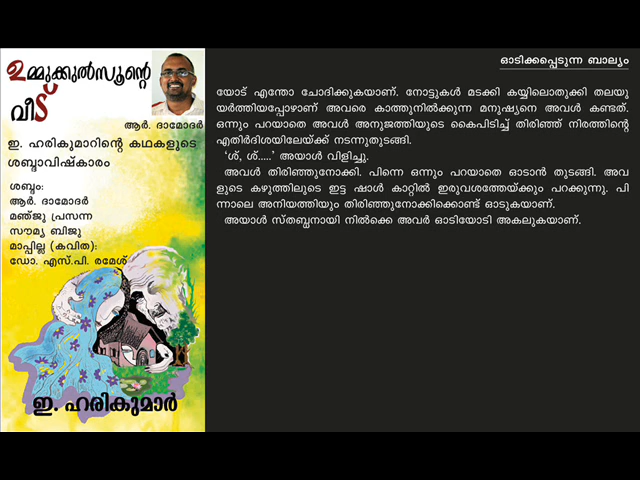 ഉമ്മുക്കുൽസൂന്റെ
വീട്
ആർ. ദാമോദർ
ഇ. ഹരികുമാറിന്റെ കഥകളുടെ
ശബ്ദാവിഷ്കാരം
ശബ്ദം:
ആർ. ദാമോദർ
മഞ്ജു പ്രസന്ന
സൗമ്യ ബിജു
മാപ്പില്ല (കവിത):
ഡോ. എസ്.പി. രമേശ്
ഇ. ഹരികുമാർ
ഓടിക്കപ്പെടുന്ന ബാല്യം
യോട് എന്തോ ചോദിക്കുകയാണ്. നോട്ടുകൾ മടക്കി കയ്യിലൊതുക്കി തലയു
യർത്തിയപ്പോഴാണ് അവരെ കാത്തുനിൽക്കുന്ന മനുഷ്യനെ അവൾ കണ്ടത്.
ഒന്നും പറയാതെ അവൾ അനുജത്തിയുടെ കൈപിടിച്ച് തിരിഞ്ഞ് നിരത്തിന്റെ
എതിർദിശയിലേയ്ക്ക് നടന്നുതുടങ്ങി.
‘ശ്, ശ്.....’ അയാൾ വിളിച്ചു.
അവൾ തിരിഞ്ഞുനോക്കി. പിന്നെ ഒന്നും പറയാതെ ഓടാൻ തുടങ്ങി. അവ
ളുടെ കഴുത്തിലൂടെ ഇട്ട ഷാൾ കാറ്റിൽ ഇരുവശത്തേയ്ക്കും പറക്കുന്നു. പി
ന്നാലെ അനിയത്തിയും തിരിഞ്ഞുനോക്കിക്കൊണ്ട് ഓടുകയാണ്.
അയാൾ സ്തബ്ധനായി നിൽക്കെ അവർ ഓടിയോടി അകലുകയാണ്.